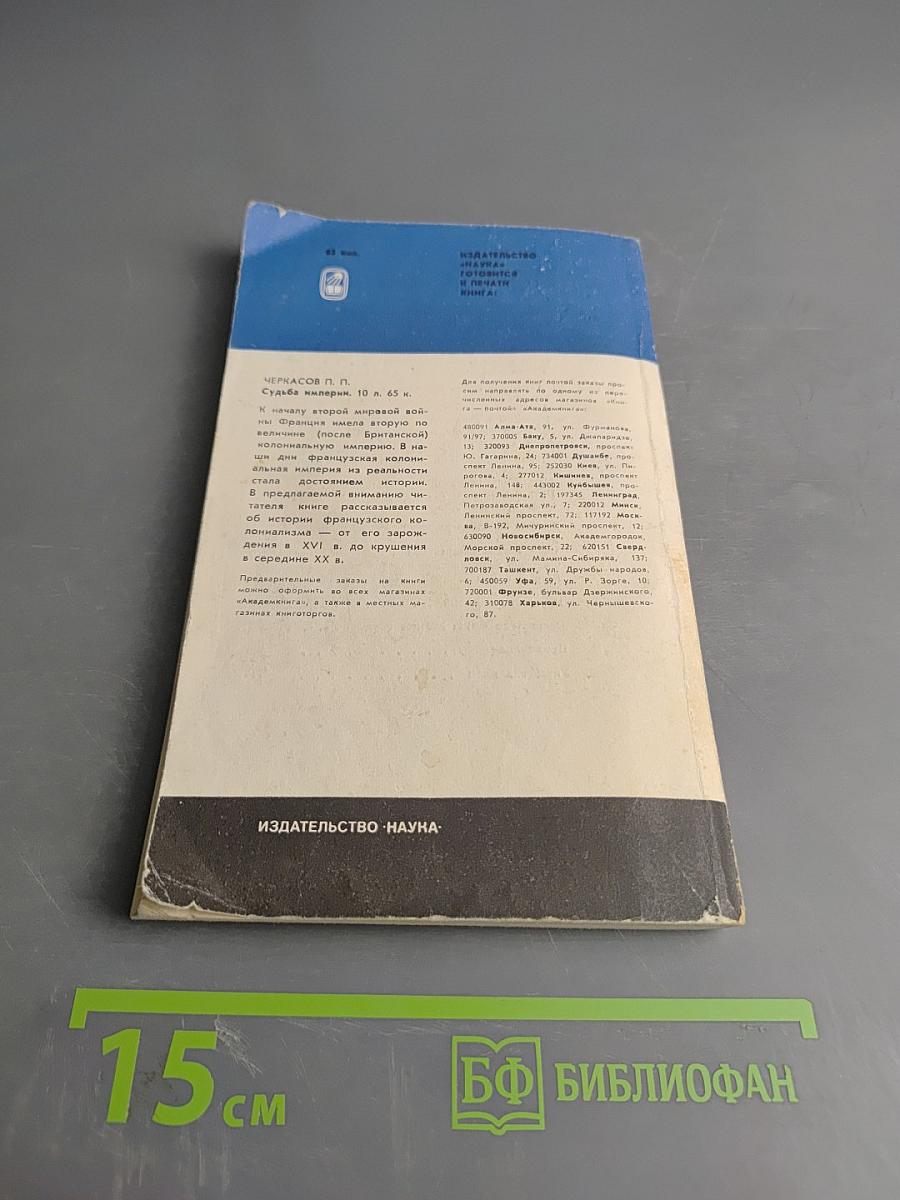 65 коп.
ИЗДАТЕЛЬСТВО
«НАУКА»
ГОТОВИТСЯ
К ПЕЧАТИ
КНИГА:
ЧЕРКАСОВ П. П.
Судьба империи. 10 л. 65 к.
К началу второй мировой вой-
ны Франция имела вторую по
величине (после Британской)
колониальную империю. В на-
ши дни французская колони-
альная империя из реальности
стала достоянием истории.
В предлагаемой вниманию чи-
тателя книге рассказывается
об истории французского ко-
лониализма — от его зарож-
дения в XVI в. до крушения
в середине XX в.
Предварительные заказы на книги
можно оформить во всех магазинах
«Академкнига», а также в местных ма-
газинах книготоргов.
Для получения книг почтой заказы про-
сим направлять по одному из пере-
численных адресов магазинов «Кни-
га — почтой» «Академкнига»:
480091 Алма-Ата, 91, ул. Фурманова,
91/97; 370005 Баку, 5, ул. Джапаридзе,
13; 320093 Днепропетровск, проспект
Ю. Гагарина, 24; 734001 Душанбе, про-
спект Ленина, 95; 252030 Киев, ул. Пи-
рогова, 4; 277012 Кишинев, проспект
Ленина, 148; 443002 Куйбышев, про-
спект Ленина, 2; 197345 Ленинград,
Петрозаводская ул., 7; 220012 Минск,
Ленинский проспект, 72; 117192 Моск-
ва, В-192, Мичуринский проспект, 12;
630090 Новосибирск, Академгородок,
Морской проспект, 22; 620151 Сверд-
ловск, ул. Мамина-Сибиряка, 137;
700187 Ташкент, ул. Дружбы народов,
6; 450059 Уфа, 59, ул. Р. Зорге, 10;
720001 Фрунзе, бульвар Дзержинского,
42; 310078 Харьков, ул. Чернышевско-
го, 87.
ИЗДАТЕЛЬСТВО ·НАУКА·
15 см
БФ БИБЛИОФАН